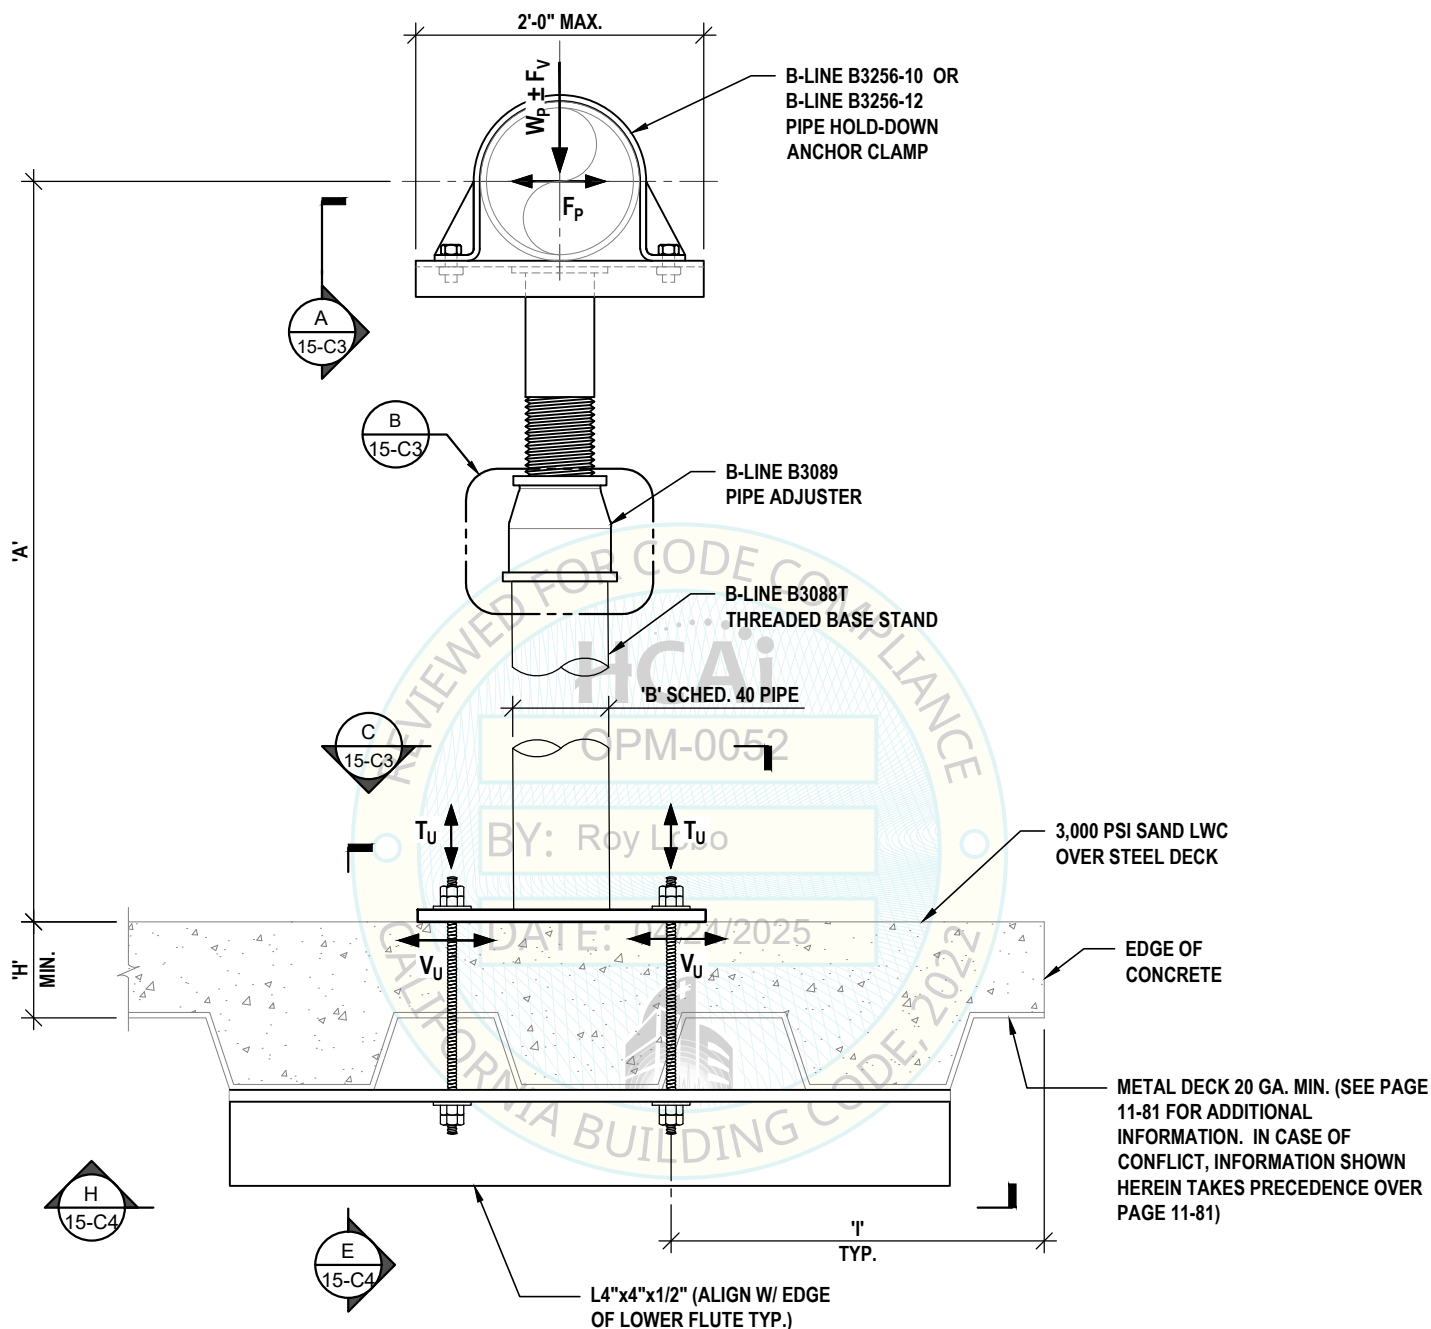 2'-0" MAX.
B-LINE B3256-10 OR
B-LINE B3256-12
PIPE HOLD-DOWN
ANCHOR CLAMP
WP ± FV
FP
A
15-C3
'A'
B
15-C3
B-LINE B3089
PIPE ADJUSTER
B-LINE B3088T
THREADED BASE STAND
'B' SCHED. 40 PIPE
C
15-C3
TU
TU
3,000 PSI SAND LWC
OVER STEEL DECK
'H'
MIN.
VU
VU
EDGE OF
CONCRETE
METAL DECK 20 GA. MIN. (SEE PAGE
11-81 FOR ADDITIONAL
INFORMATION. IN CASE OF
CONFLICT, INFORMATION SHOWN
HEREIN TAKES PRECEDENCE OVER
PAGE 11-81)
H
15-C4
E
15-C4
'I'
TYP.
L4"x4"x1/2" (ALIGN W/ EDGE
OF LOWER FLUTE TYP.)
REVIEWED FOR CODE COMPLIANCE
HCAi
OPM-0052
BY: Roy Lobo
DATE: 04/24/2025
CALIFORNIA BUILDING CODE, 2022